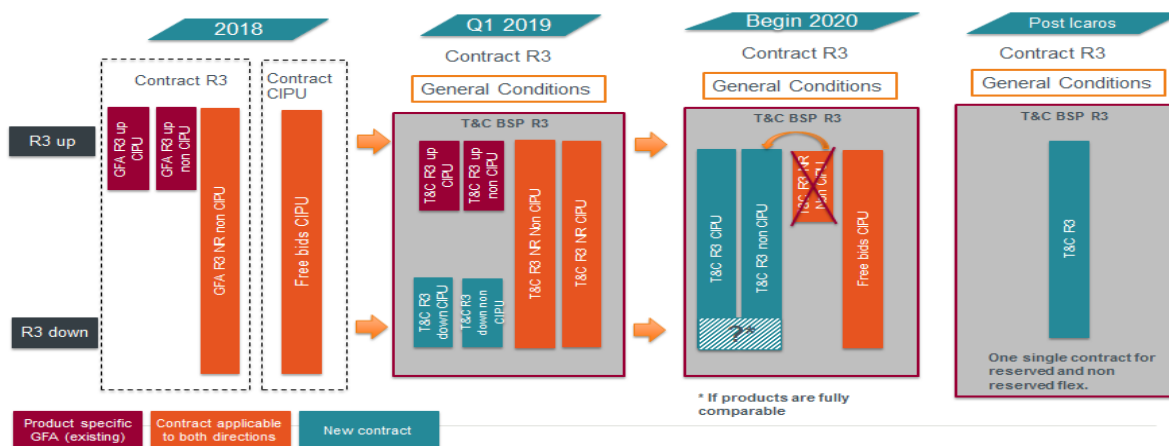 2018
Q1 2019
Begin 2020
Post Icaros
Contract R3
Contract
CIPU
Contract R3
General Conditions
Contract R3
General Conditions
Contract R3
General Conditions
R3 up
R3 down
GFA R3 up
CIPU
GFA R3 up
non CIPU
GFA R3 NR non CIPU
Free bids CIPU
T&C BSP R3
T&C R3 up
CIPU
T&C R3 up
non CIPU
T&C R3
down CIPU
T&C R3
down non
CIPU
T&C R3 NR Non CIPU
T&C R3 NR CIPU
T&C BSP R3
T&C R3 CIPU
T&C R3 non CIPU
T&C R3 NR
Non CIPU
Free bids CIPU
?*
* If products are fully
comparable
T&C BSP R3
T&C R3
One single contract for
reserved and non
reserved flex.
Product specific
GFA (existing)
Contract applicable
to both directions
New contract